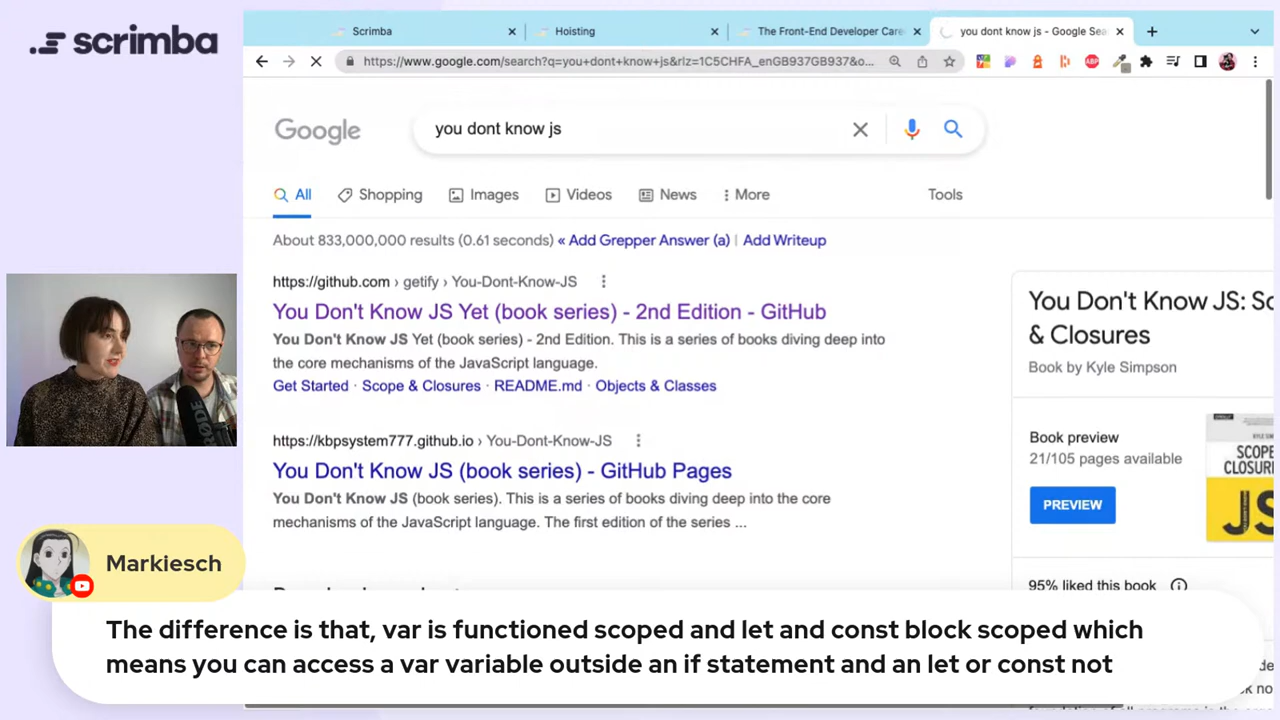 scrimba
Scrimba
Hoisting
The Front-End Developer Care
you dont know js - Google Sea
https://www.google.com/search?q=you+dont+know+js&rlz=1C5CHFA_enGB937GB937&o...
ABP
Google
you dont know js
All
Shopping
Images
Videos
News
More
Tools
About 833,000,000 results (0.61 seconds) « Add Grepper Answer (a) | Add Writeup
https://github.com › getify › You-Dont-Know-JS
You Don't Know JS Yet (book series) - 2nd Edition - GitHub
You Don't Know JS Yet (book series) - 2nd Edition. This is a series of books diving deep into
the core mechanisms of the JavaScript language.
Get Started · Scope & Closures · README.md · Objects & Classes
https://kbpsystem777.github.io › You-Dont-Know-JS
You Don't Know JS (book series) - GitHub Pages
You Don't Know JS (book series). This is a series of books diving deep into the core
mechanisms of the JavaScript language. The first edition of the series ...
You Don't Know JS: Sc
& Closures
Book by Kyle Simpson
Book preview
21/105 pages available
PREVIEW
SCOPE
CLOSURE
JS
95% liked this book
RØDE
Markiesch
The difference is that, var is functioned scoped and let and const block scoped which
means you can access a var variable outside an if statement and an let or const not